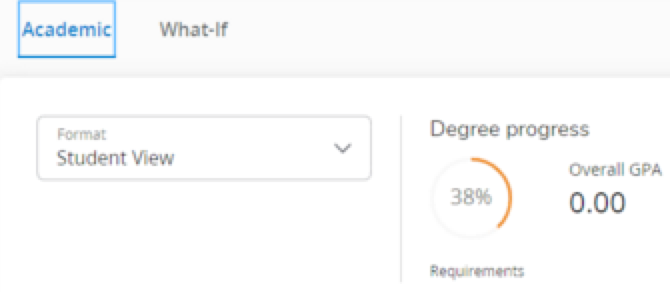 Academic What-If
Format
Student View
Degree progress
38%
Overall GPA
0.00
Requirements